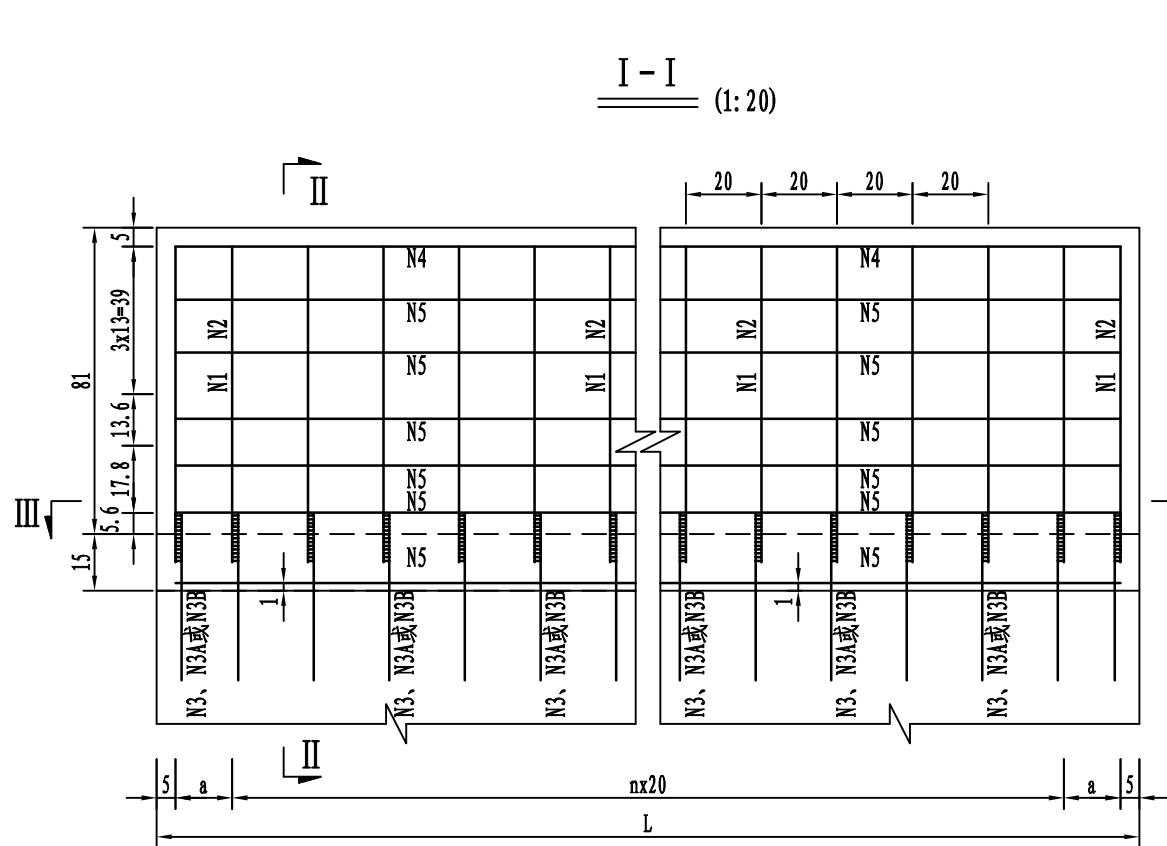 I - I
(1:20)
II
20 20 20 20
5
N4 N4
3x13=39
N5 N5
N2 N2 N2 N2
81
N5 N5
N1 N1 N1 N1
13.6
N5 N5
17.8
N5 N5
N5 N5
III
5.6
15
N5 N5
1 1
N3、N3A或N3B N3、N3A或N3B N3、N3A或N3B N3、N3A或N3B N3、N3A或N3B N3、N3A或N3B
II
5 a nx20 a 5
L